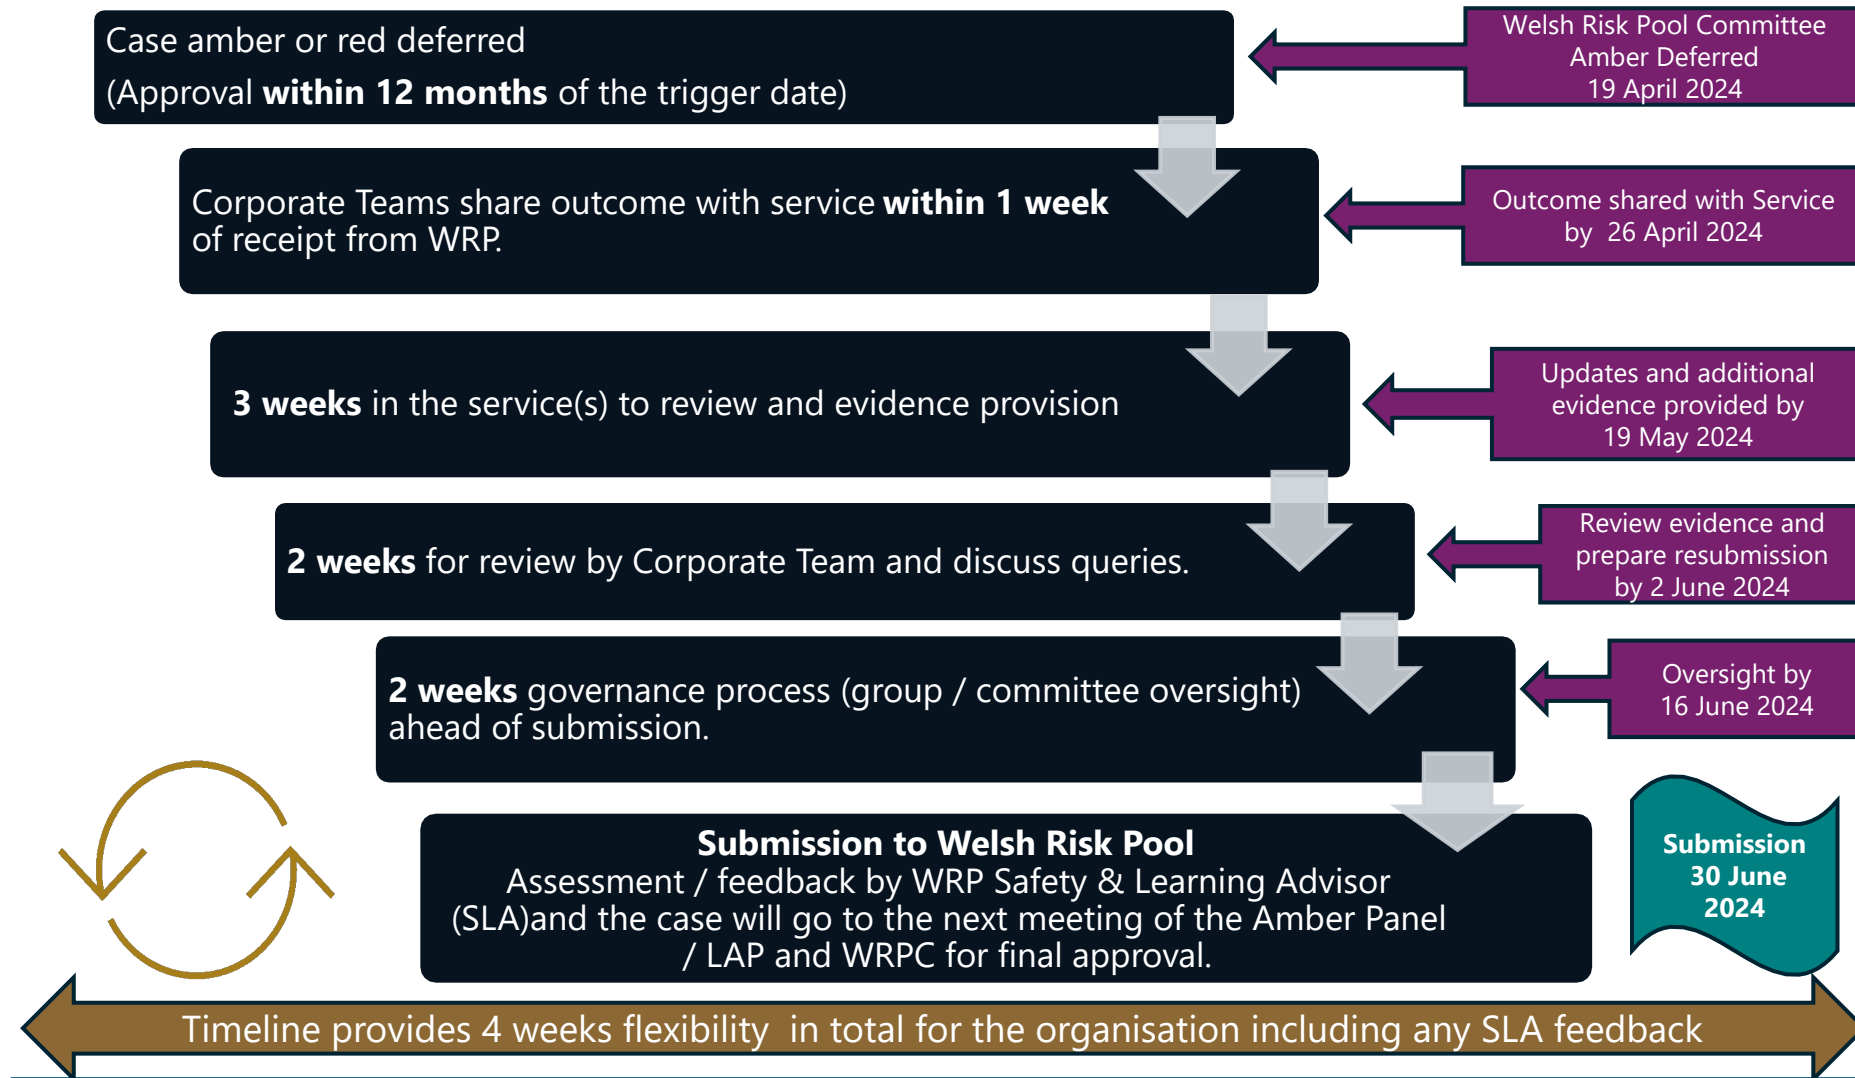 Case amber or red deferred
(Approval within 12 months of the trigger date)
Welsh Risk Pool Committee
Amber Deferred
19 April 2024
Corporate Teams share outcome with service within 1 week
of receipt from WRP.
Outcome shared with Service
by 26 April 2024
3 weeks in the service(s) to review and evidence provision
Updates and additional
evidence provided by
19 May 2024
2 weeks for review by Corporate Team and discuss queries.
Review evidence and
prepare resubmission
by 2 June 2024
2 weeks governance process (group / committee oversight)
ahead of submission.
Oversight by
16 June 2024
Submission to Welsh Risk Pool
Assessment / feedback by WRP Safety & Learning Advisor
(SLA)and the case will go to the next meeting of the Amber Panel
/ LAP and WRPC for final approval.
Submission
30 June
2024
Timeline provides 4 weeks flexibility in total for the organisation including any SLA feedback